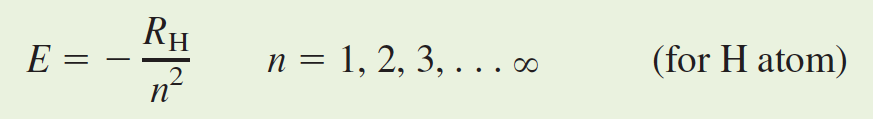 E = − R_H / n²    n = 1, 2, 3, . . . ∞    (for H atom)